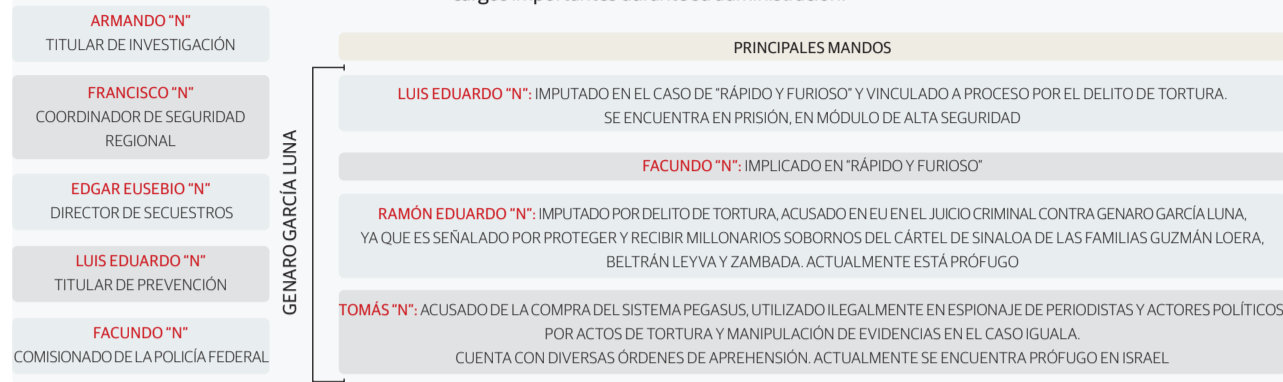 cargos importantes durante su administración.
ARMANDO "N"
TITULAR DE INVESTIGACIÓN
FRANCISCO "N"
COORDINADOR DE SEGURIDAD
REGIONAL
EDGAR EUSEBIO "N"
DIRECTOR DE SECUESTROS
LUIS EDUARDO "N"
TITULAR DE PREVENCIÓN
FACUNDO "N"
COMISIONADO DE LA POLICÍA FEDERAL
GENARO GARCÍA LUNA
PRINCIPALES MANDOS
LUIS EDUARDO "N": IMPUTADO EN EL CASO DE "RÁPIDO Y FURIOSO" Y VINCULADO A PROCESO POR EL DELITO DE TORTURA.
SE ENCUENTRA EN PRISIÓN, EN MÓDULO DE ALTA SEGURIDAD
FACUNDO "N": IMPLICADO EN "RÁPIDO Y FURIOSO"
RAMÓN EDUARDO "N": IMPUTADO POR DELITO DE TORTURA, ACUSADO EN EU EN EL JUICIO CRIMINAL CONTRA GENARO GARCÍA LUNA,
YA QUE ES SEÑALADO POR PROTEGER Y RECIBIR MILLONARIOS SOBORNOS DEL CÁRTEL DE SINALOA DE LAS FAMILIAS GUZMÁN LOERA,
BELTRÁN LEYVA Y ZAMBADA. ACTUALMENTE ESTÁ PRÓFUGO
TOMÁS "N": ACUSADO DE LA COMPRA DEL SISTEMA PEGASUS, UTILIZADO ILEGALMENTE EN ESPIONAJE DE PERIODISTAS Y ACTORES POLÍTICOS
POR ACTOS DE TORTURA Y MANIPULACIÓN DE EVIDENCIAS EN EL CASO IGUALA.
CUENTA CON DIVERSAS ÓRDENES DE APREHENSIÓN. ACTUALMENTE SE ENCUENTRA PRÓFUGO EN ISRAEL